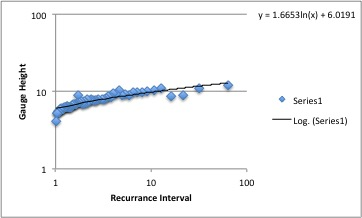 y = 1.6653ln(x) + 6.0191
100
10
1
Gauge Height
1
10
100
Recurrance Interval
Series1
Log. (Series1)